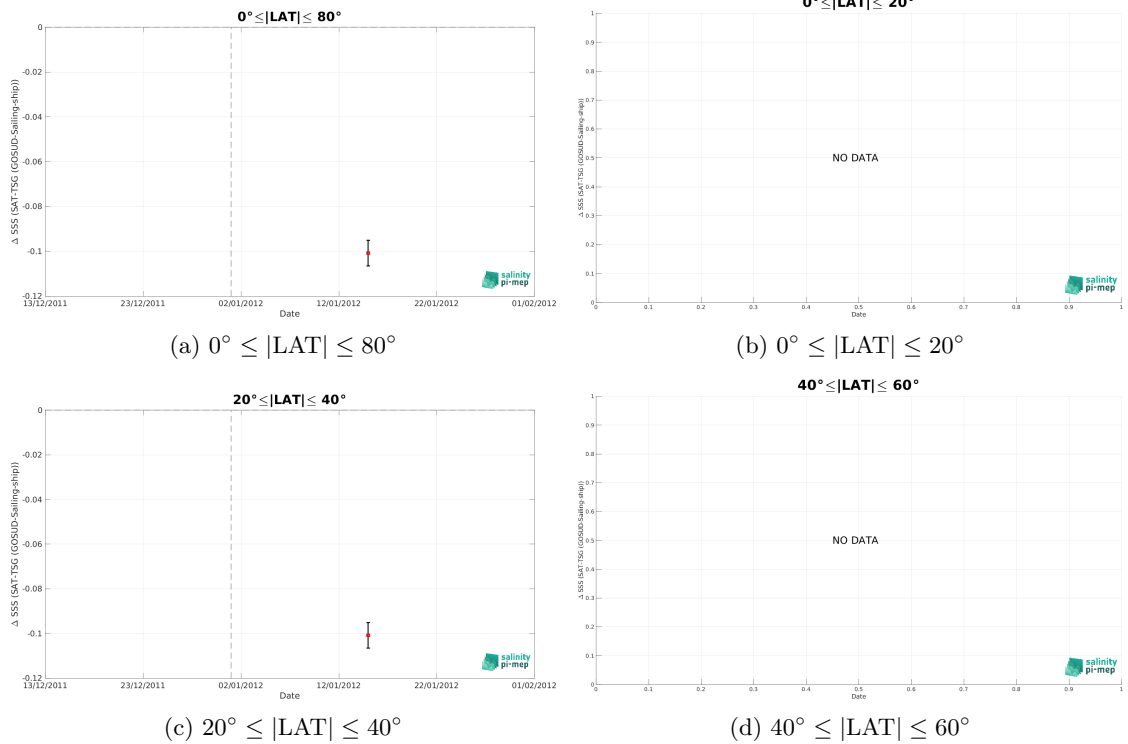 0°≤|LAT|≤ 80°
0
-0.02
-0.04
-0.06
-0.08
-0.1
-0.12
Δ SSS (SAT-TSG (GOSUD-Sailing-ship))
13/12/2011 23/12/2011 02/01/2012 12/01/2012 22/01/2012 01/02/2012
Date
salinity
pi-mep
(a) 0° ≤ |LAT| ≤ 80°
0°≤|LAT|≤ 20°
1
0.9
0.8
0.7
0.6
0.5
0.4
0.3
0.2
0.1
0
Δ SSS (SAT-TSG (GOSUD-Sailing-ship))
NO DATA
0 0.1 0.2 0.3 0.4 0.5 0.6 0.7 0.8 0.9 1
Date
salinity
pi-mep
(b) 0° ≤ |LAT| ≤ 20°
20°≤|LAT|≤ 40°
0
-0.02
-0.04
-0.06
-0.08
-0.1
-0.12
Δ SSS (SAT-TSG (GOSUD-Sailing-ship))
13/12/2011 23/12/2011 02/01/2012 12/01/2012 22/01/2012 01/02/2012
Date
salinity
pi-mep
(c) 20° ≤ |LAT| ≤ 40°
40°≤|LAT|≤ 60°
1
0.9
0.8
0.7
0.6
0.5
0.4
0.3
0.2
0.1
0
Δ SSS (SAT-TSG (GOSUD-Sailing-ship))
NO DATA
0 0.1 0.2 0.3 0.4 0.5 0.6 0.7 0.8 0.9 1
Date
salinity
pi-mep
(d) 40° ≤ |LAT| ≤ 60°